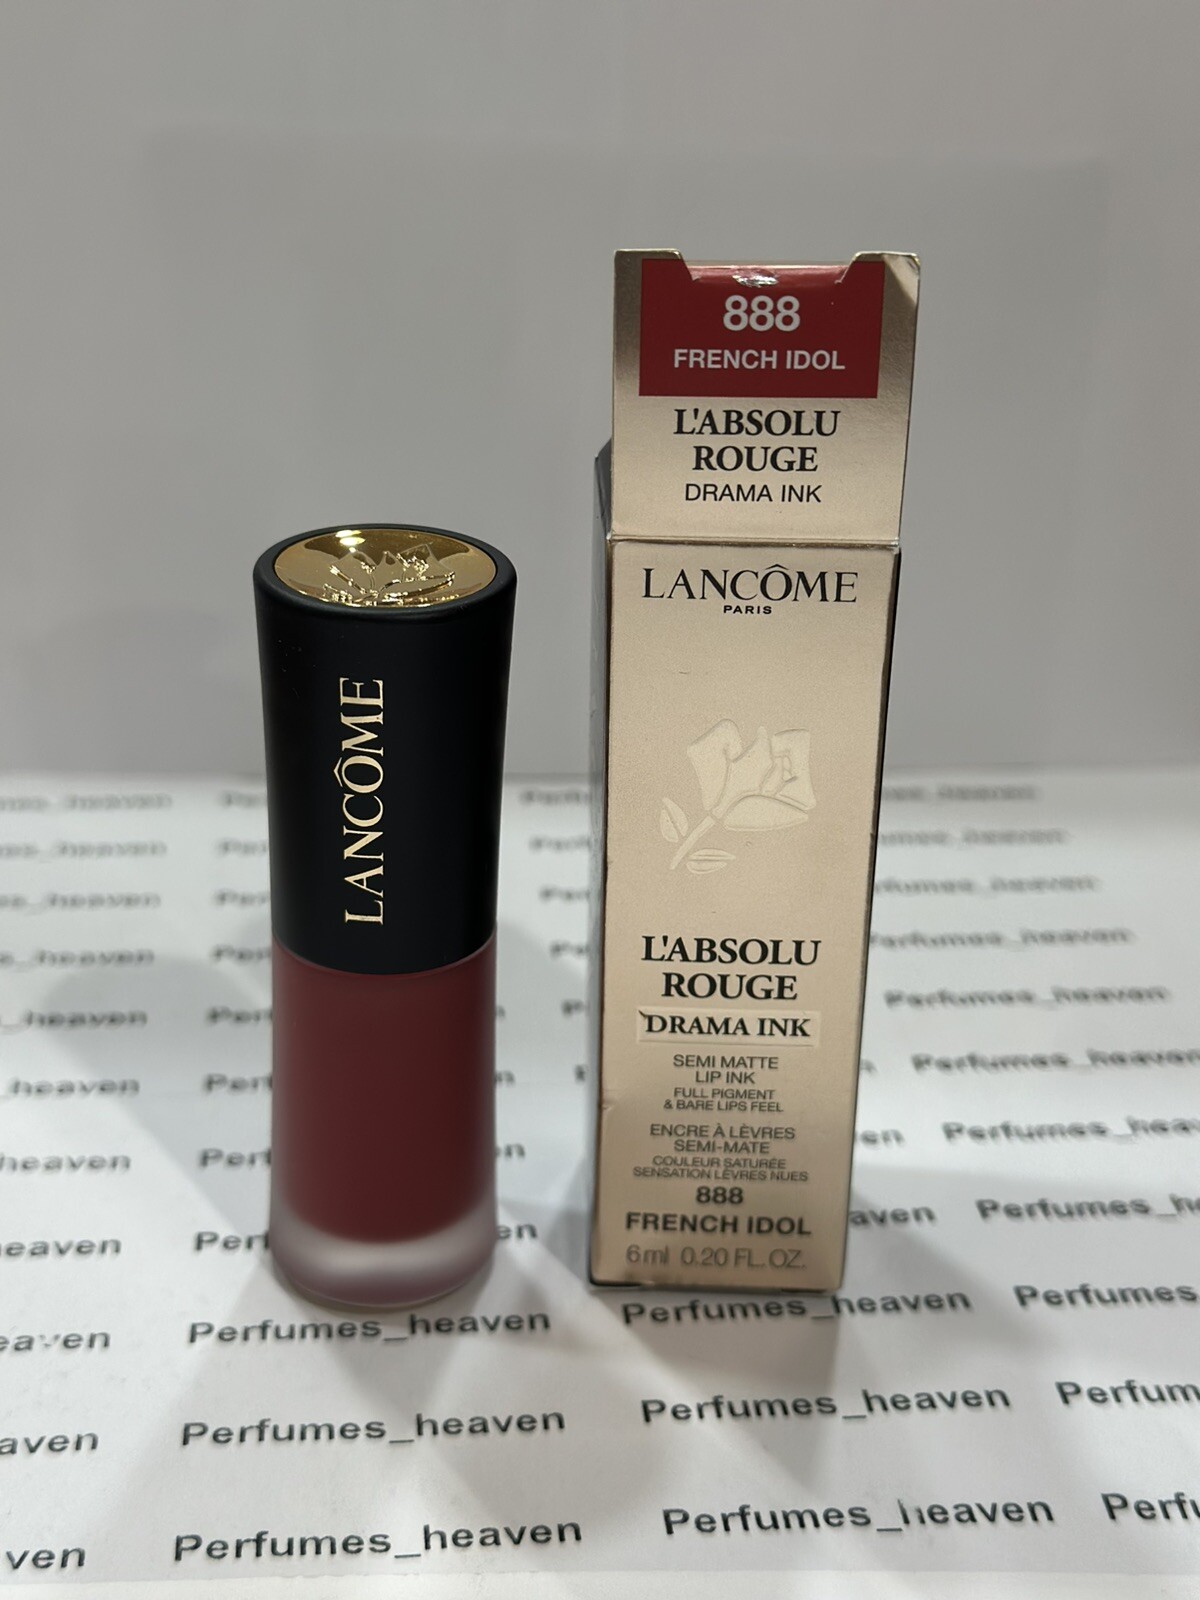 888
FRENCH IDOL
L'ABSOLU
ROUGE
DRAMA INK
LANCÔME
PARIS
L'ABSOLU
ROUGE
DRAMA INK
SEMI MATTE
LIP INK
FULL PIGMENT
& BARE LIPS FEEL
ENCRE À LÈVRES
SEMI-MATE
COULEUR SATURÉE
SENSATION LÈVRES NUES
888
FRENCH IDOL
6 ml 0.20 FL. OZ.
LANCÔME
Perfumes_heaven
Perfumes_heaven
Perfumes_heaven
Perfumes_heaven
Perfumes_heaven
Perfumes_heaven